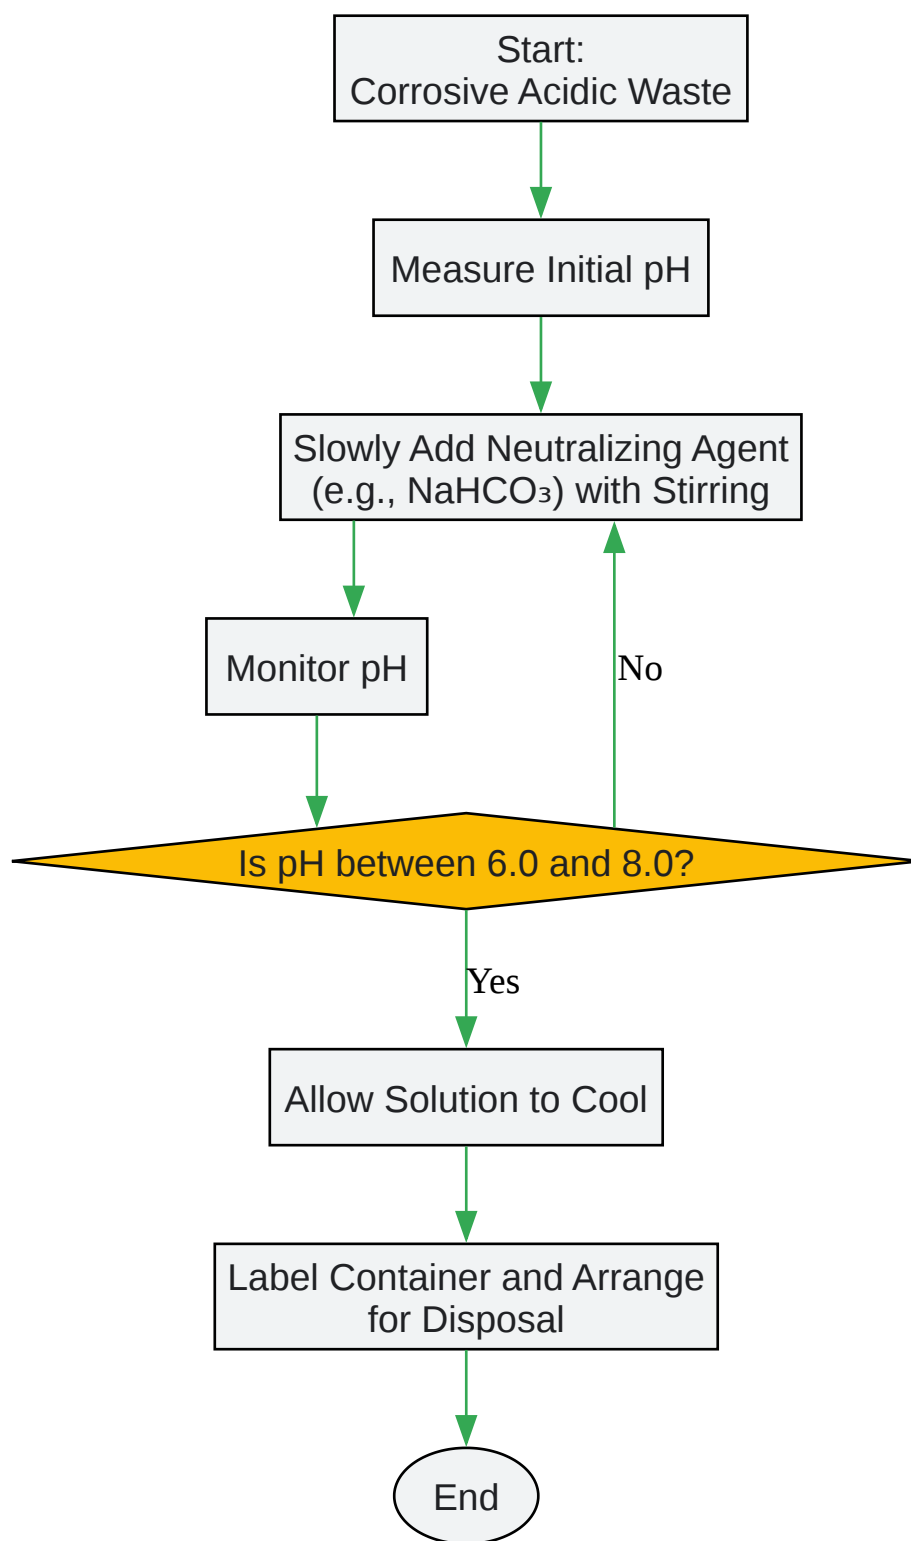 Start:
Corrosive Acidic Waste
Measure Initial pH
Slowly Add Neutralizing Agent
(e.g., NaHCO₃) with Stirring
Monitor pH
No
Is pH between 6.0 and 8.0?
Yes
Allow Solution to Cool
Label Container and Arrange
for Disposal
End